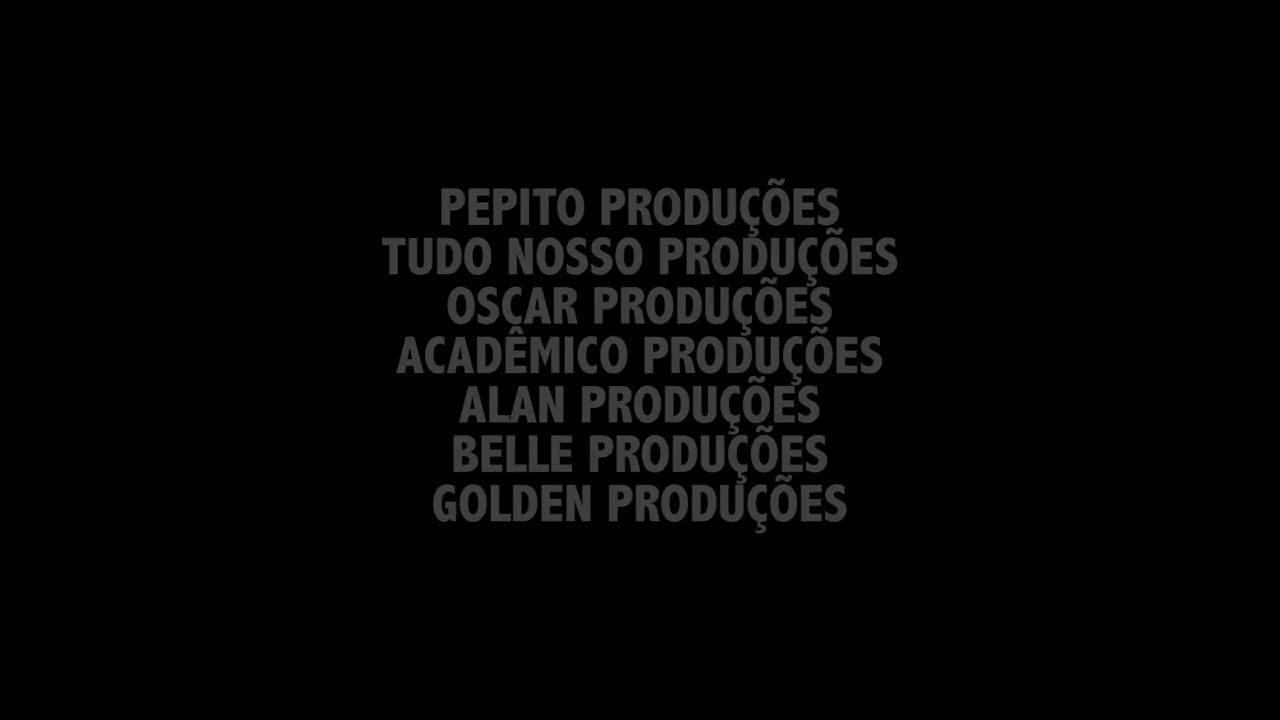 PEPITO PRODUÇÕES
TUDO NOSSO PRODUÇÕES
OSCAR PRODUÇÕES
ACADÊMICO PRODUÇÕES
ALAN PRODUÇÕES
BELLE PRODUÇÕES
GOLDEN PRODUÇÕES